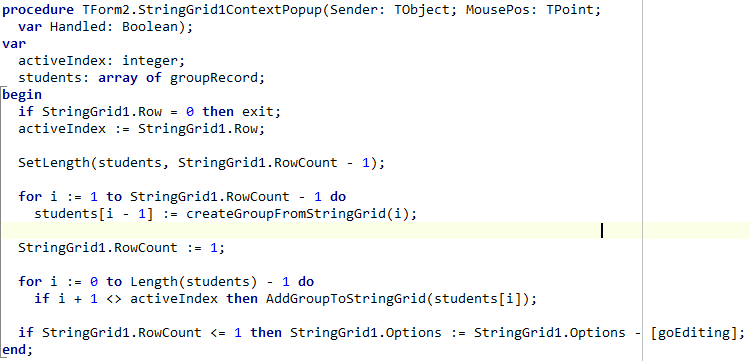 procedure TForm2.StringGrid1ContextPopup(Sender: TObject; MousePos: TPoint;
  var Handled: Boolean);
var
  activeIndex: integer;
  students: array of groupRecord;
begin
  if StringGrid1.Row = 0 then exit;
  activeIndex := StringGrid1.Row;
  SetLength(students, StringGrid1.RowCount - 1);
  for i := 1 to StringGrid1.RowCount - 1 do
    students[i - 1] := createGroupFromStringGrid(i);
  StringGrid1.RowCount := 1;
  for i := 0 to Length(students) - 1 do
    if i + 1 <> activeIndex then AddGroupToStringGrid(students[i]);
  if StringGrid1.RowCount <= 1 then StringGrid1.Options := StringGrid1.Options - [goEditing];
end;